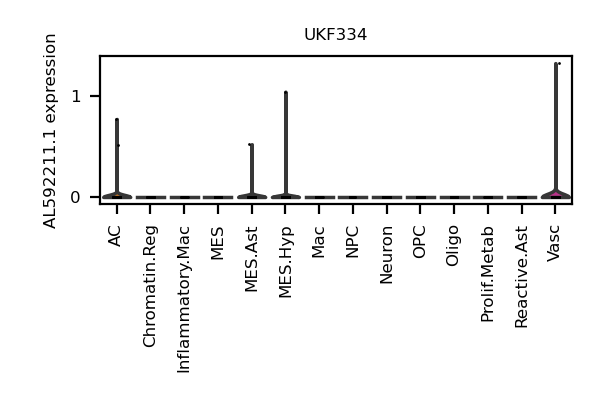 UKF334
AL592211.1 expression
1
0
AC
Chromatin.Reg
Inflammatory.Mac
MES
MES.Ast
MES.Hyp
Mac
NPC
Neuron
OPC
Oligo
Prolif.Metab
Reactive.Ast
Vasc